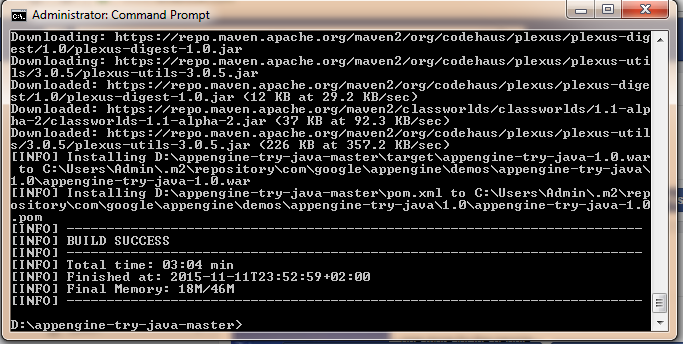 Administrator: Command Prompt
Downloading: https://repo.maven.apache.org/maven2/org/codehaus/plexus/plexus-dig
est/1.0/plexus-digest-1.0.jar
Downloading: https://repo.maven.apache.org/maven2/org/codehaus/plexus/plexus-uti
ls/3.0.5/plexus-utils-3.0.5.jar
Downloaded: https://repo.maven.apache.org/maven2/org/codehaus/plexus/plexus-dige
st/1.0/plexus-digest-1.0.jar (12 KB at 29.2 KB/sec)
Downloaded: https://repo.maven.apache.org/maven2/classworlds/classworlds/1.1-alp
ha-2/classworlds-1.1-alpha-2.jar (37 KB at 92.3 KB/sec)
Downloaded: https://repo.maven.apache.org/maven2/org/codehaus/plexus/plexus-util
s/3.0.5/plexus-utils-3.0.5.jar (226 KB at 357.2 KB/sec)
[INFO] Installing D:\appengine-try-java-master\target\appengine-try-java-1.0.war
to C:\Users\Admin\.m2\repository\com\google\appengine\demos\appengine-try-java\
1.0\appengine-try-java-1.0.war
[INFO] Installing D:\appengine-try-java-master\pom.xml to C:\Users\Admin\.m2\rep
ository\com\google\appengine\demos\appengine-try-java\1.0\appengine-try-java-1.0
.pom
[INFO] ------------------------------------------------------------------------
[INFO] BUILD SUCCESS
[INFO] ------------------------------------------------------------------------
[INFO] Total time: 03:04 min
[INFO] Finished at: 2015-11-11T23:52:59+02:00
[INFO] Final Memory: 18M/46M
[INFO] ------------------------------------------------------------------------
D:\appengine-try-java-master>